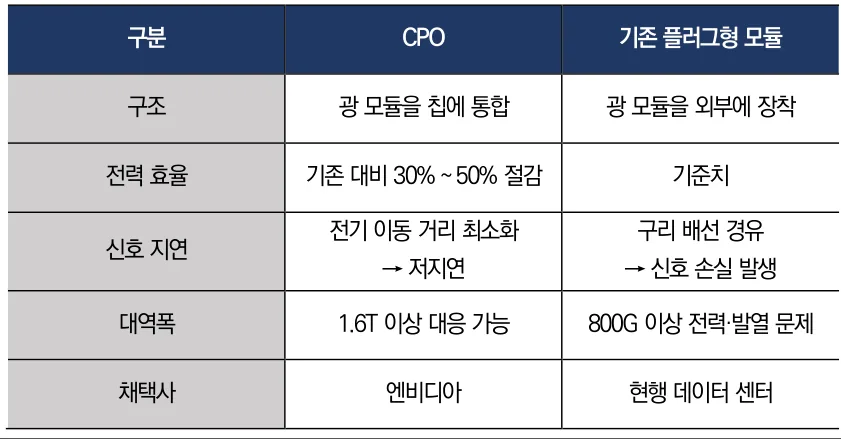 구분 CPO 기존 플러그형 모듈
구조 광 모듈을 칩에 통합 광 모듈을 외부에 장착
전력 효율 기존 대비 30% ~ 50% 절감 기준치
신호 지연 전기 이동 거리 최소화 구리 배선 경유
→ 저지연 → 신호 손실 발생
대역폭 1.6T 이상 대응 가능 800G 이상 전력·발열 문제
채택사 엔비디아 현행 데이터 센터